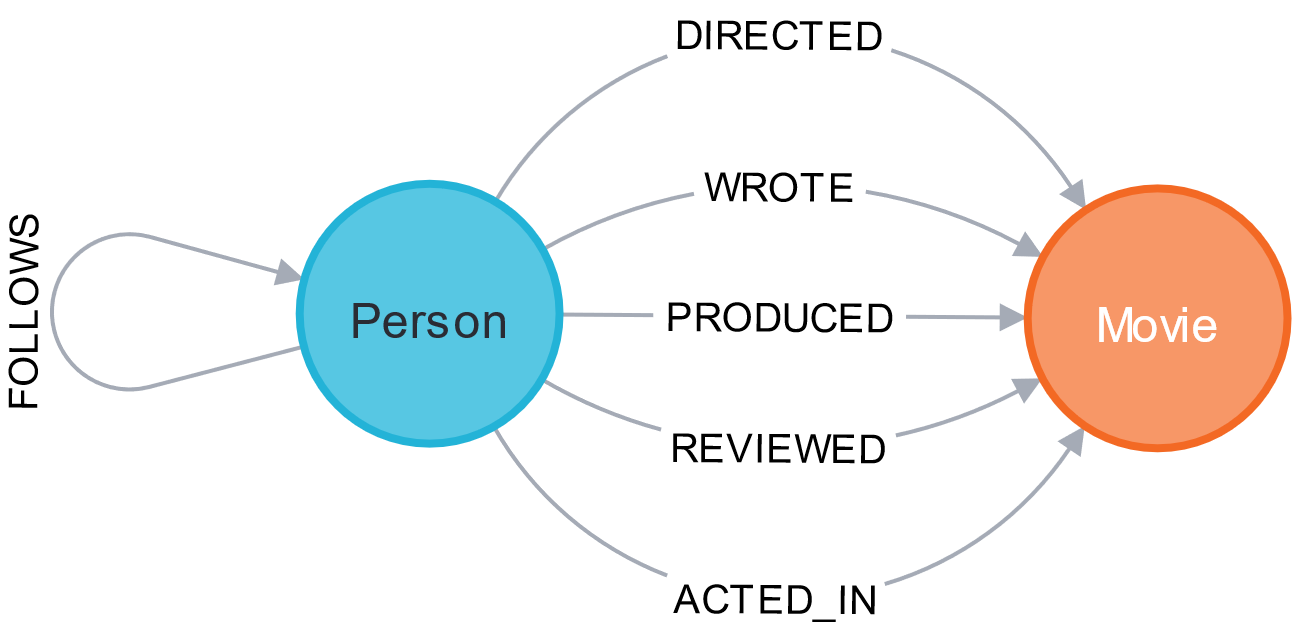 DIRECTED
WROTE
FOLLOWS
Person
PRODUCED
Movie
REVIEWED
ACTED_IN